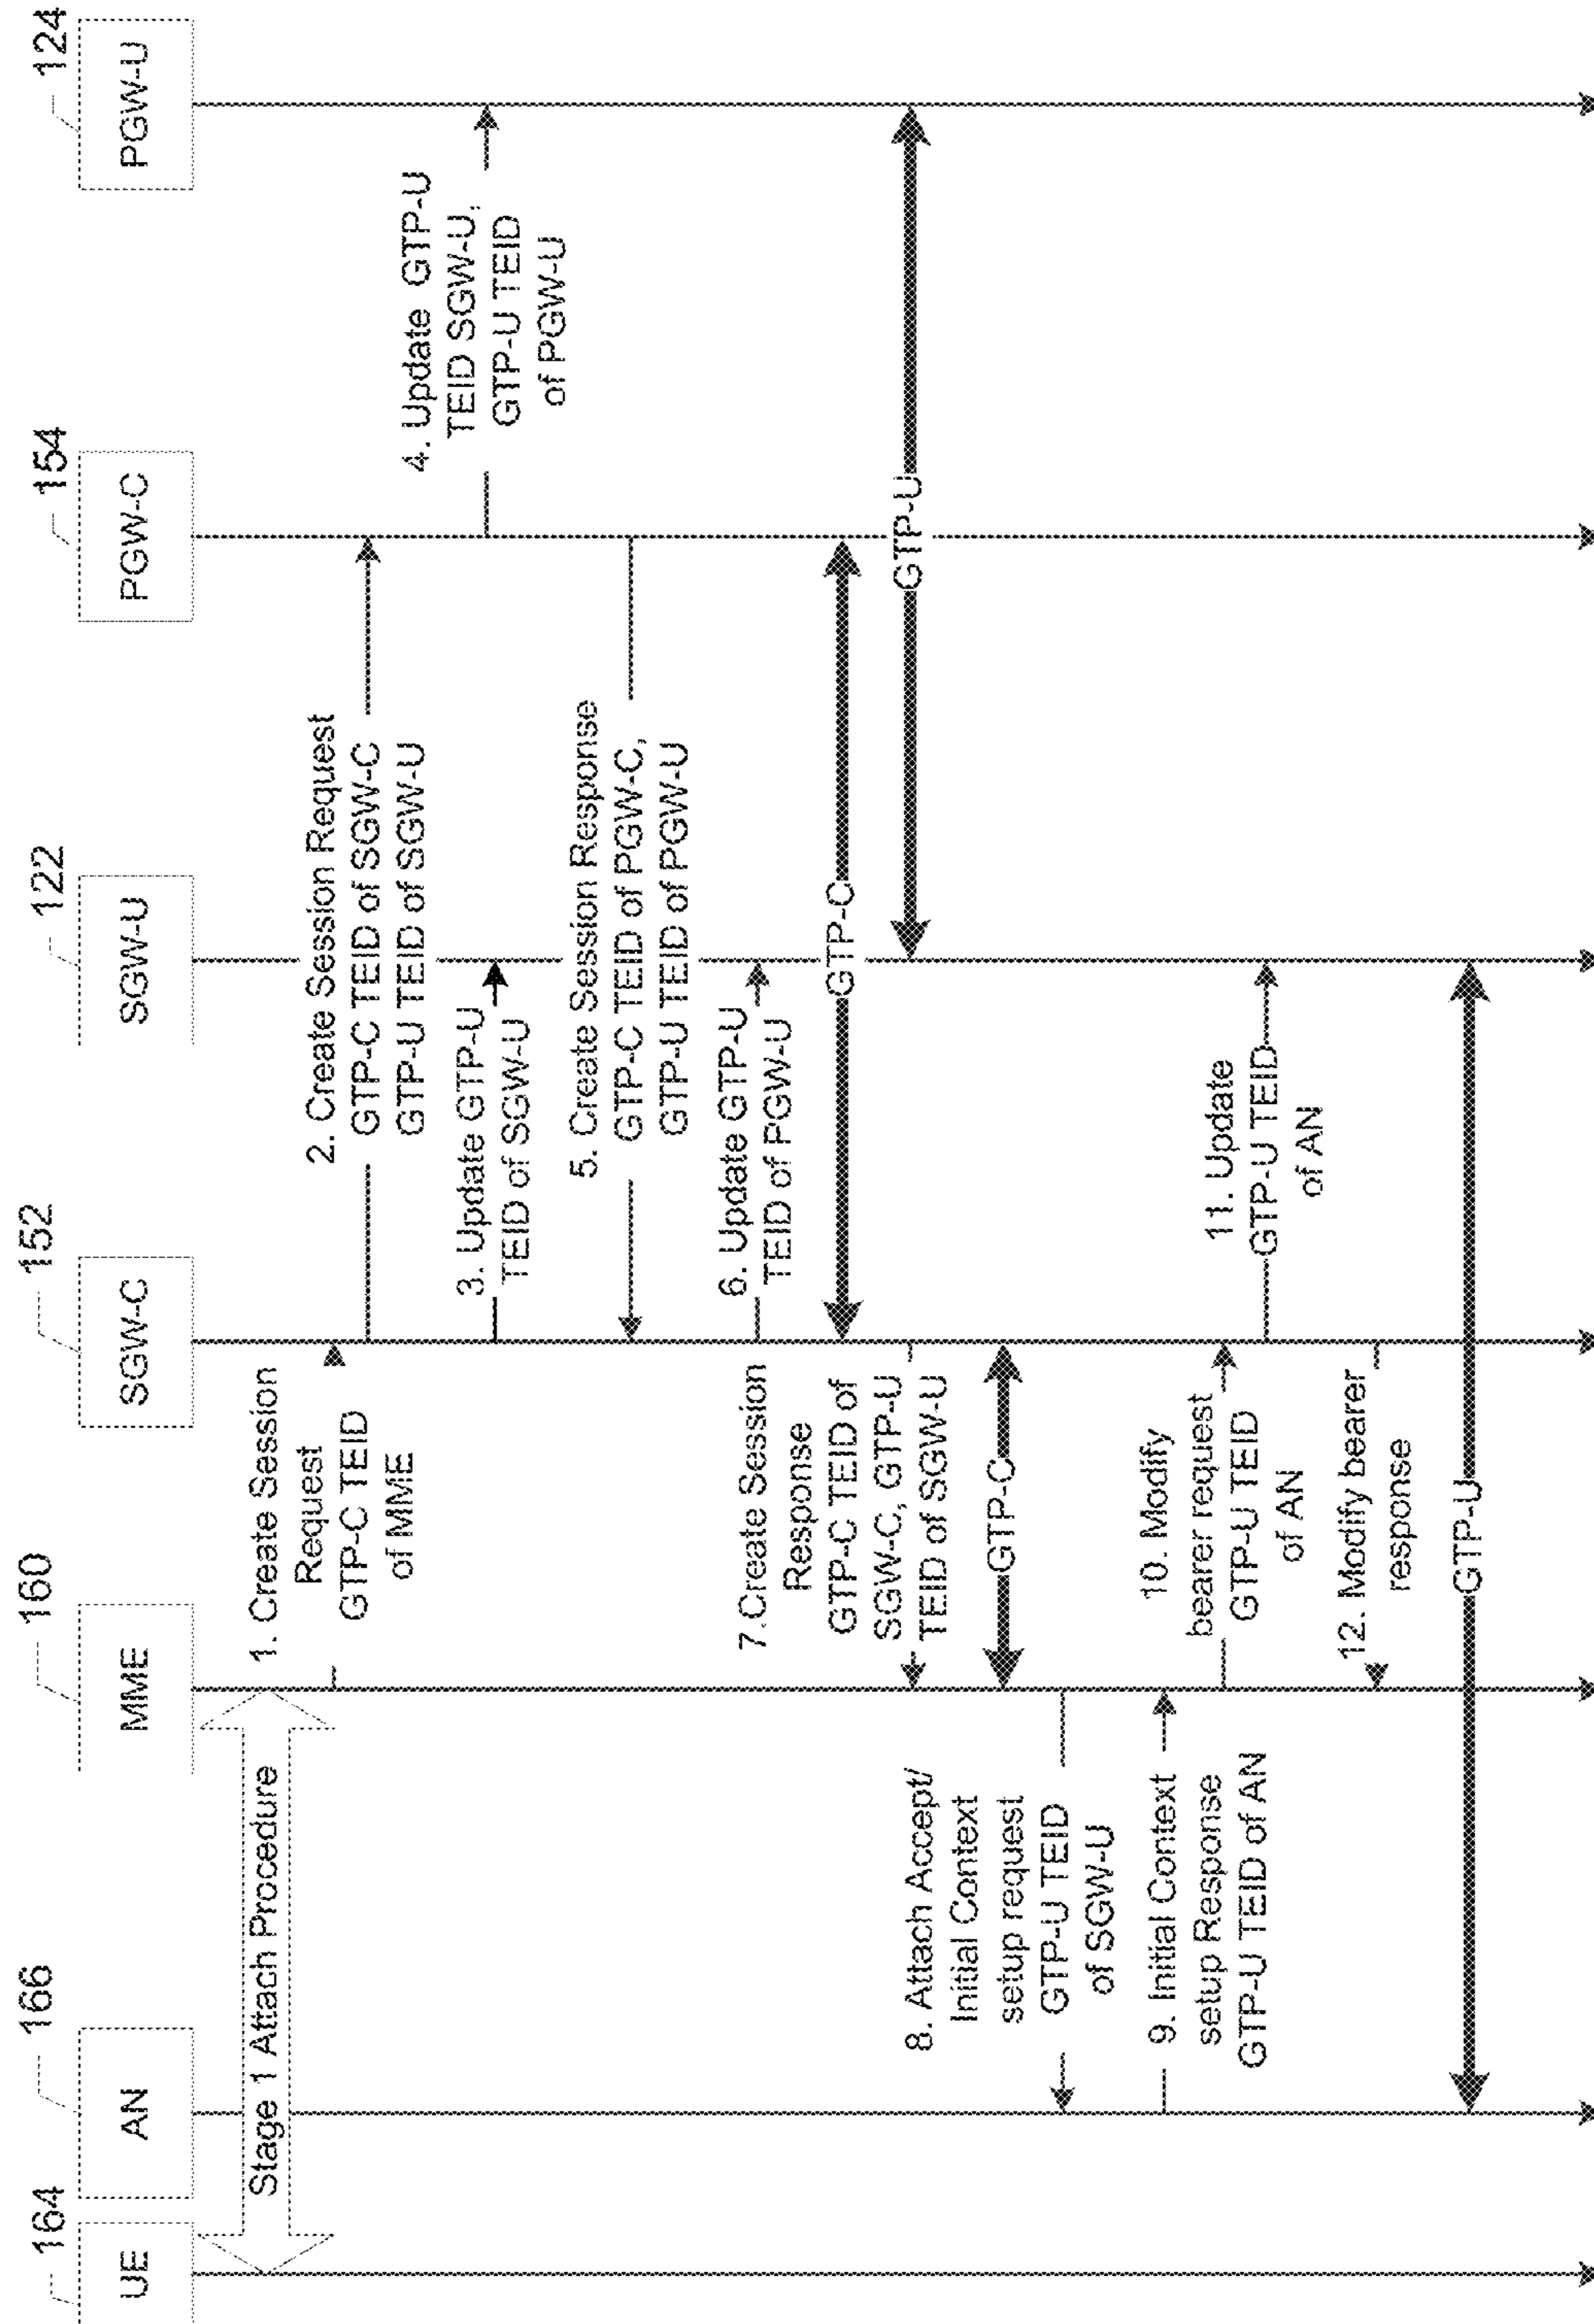 164
166
160
152
122
154
124
UE
AN
MME
SGW-C
SGW-U
PGW-C
PGW-U
Stage 1 Attach Procedure
1. Create Session
Request
GTP-C TEID
of MME
2. Create Session Request
GTP-C TEID of SGW-C
GTP-U TEID of SGW-U
3. Update GTP-U
TEID of SGW-U
4. Update GTP-U
TEID SGW-U,
GTP-U TEID
of PGW-U
5. Create Session Response
GTP-C TEID of PGW-C,
GTP-U TEID of PGW-U
6. Update GTP-U
TEID of PGW-U
GTP-C
GTP-U
7.Create Session
Response
GTP-C TEID of
SGW-C, GTP-U
TEID of SGW-U
GTP-C
8. Attach Accept/
Initial Context
setup request
GTP-U TEID
of SGW-U
9. Initial Context
setup Response
GTP-U TEID of AN
10. Modify
bearer request
GTP-U TEID
of AN
11. Update
GTP-U TEID
of AN
12. Modify bearer
response
GTP-U